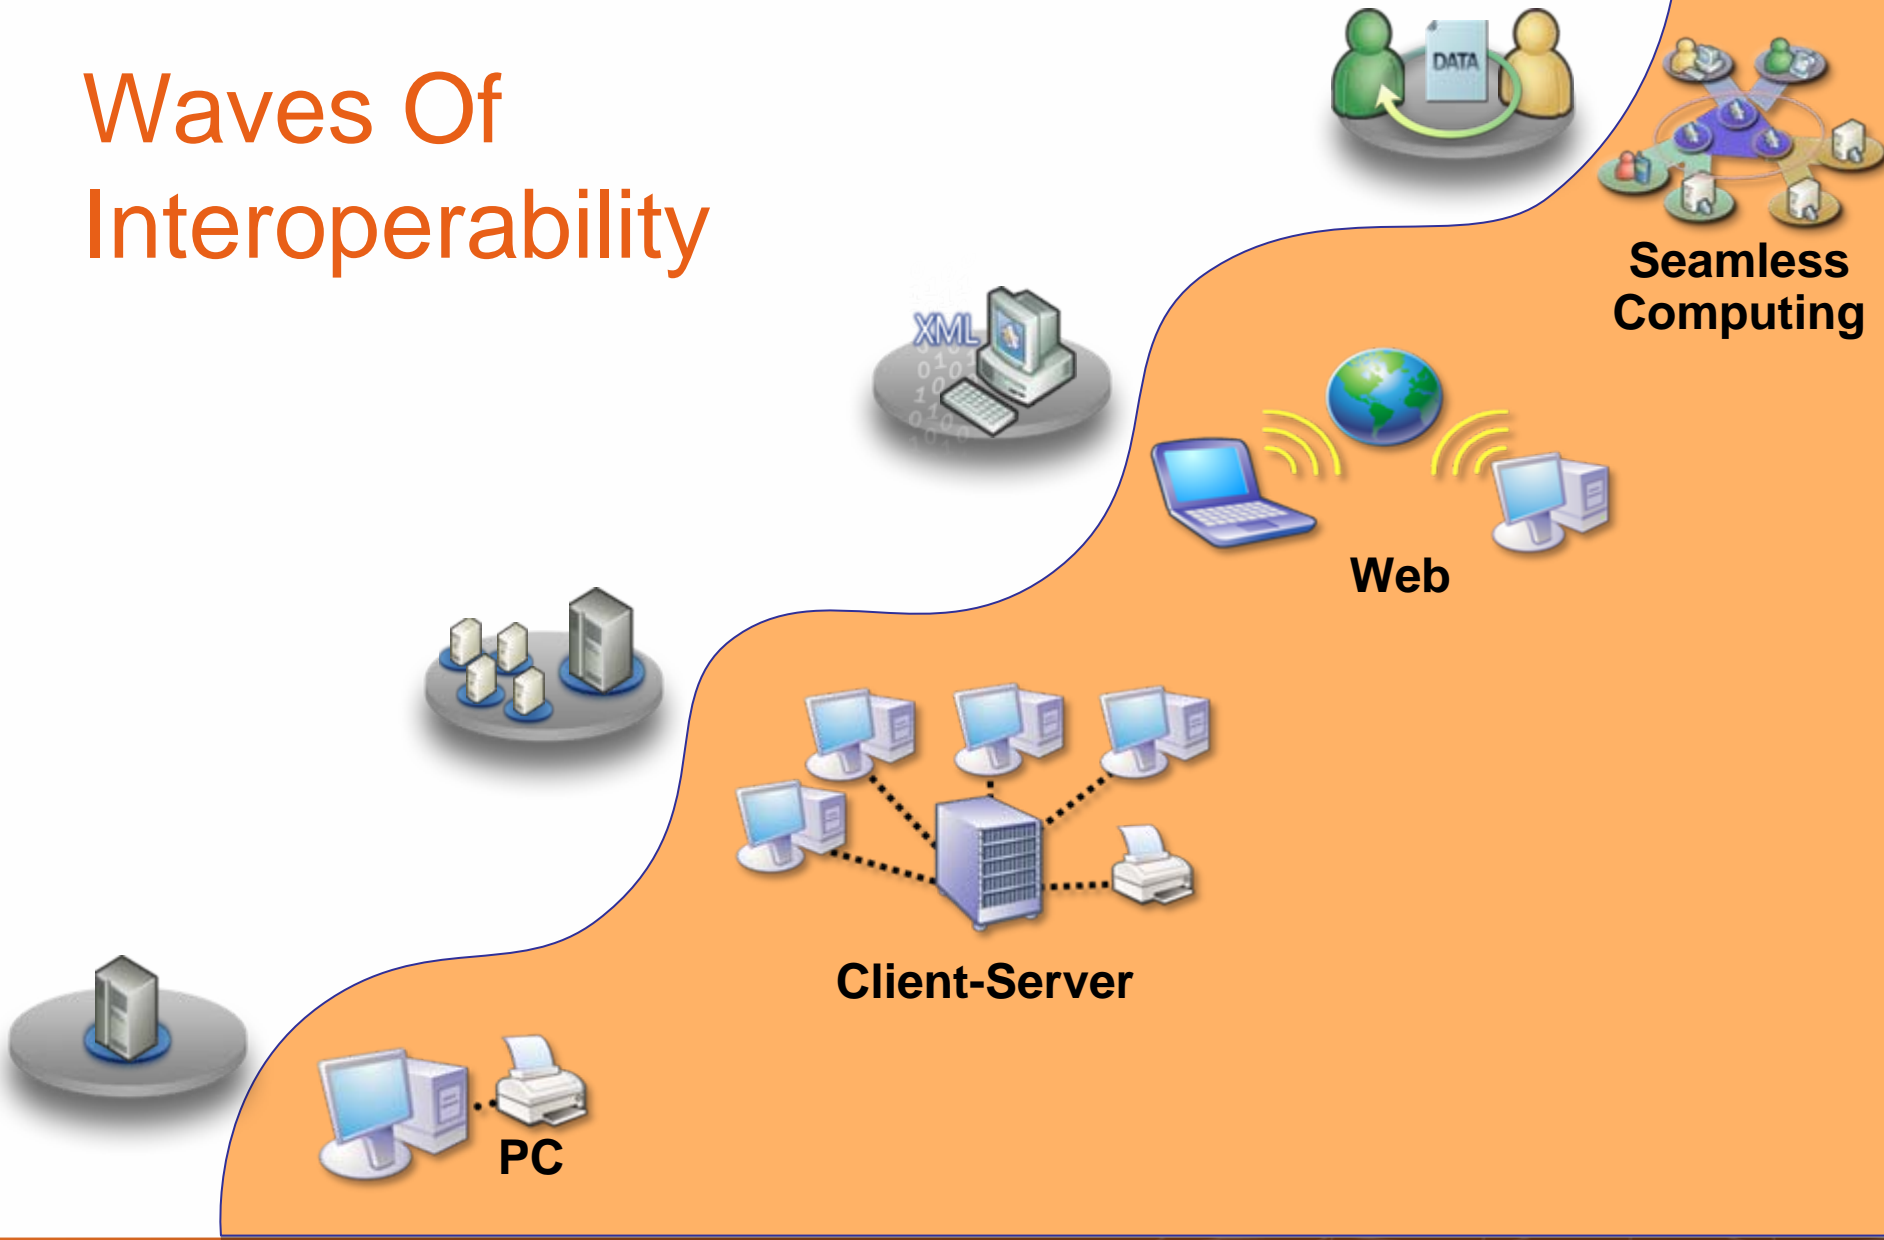 Waves Of
Interoperability
DATA
Seamless
Computing
XML
Web
Client-Server
PC